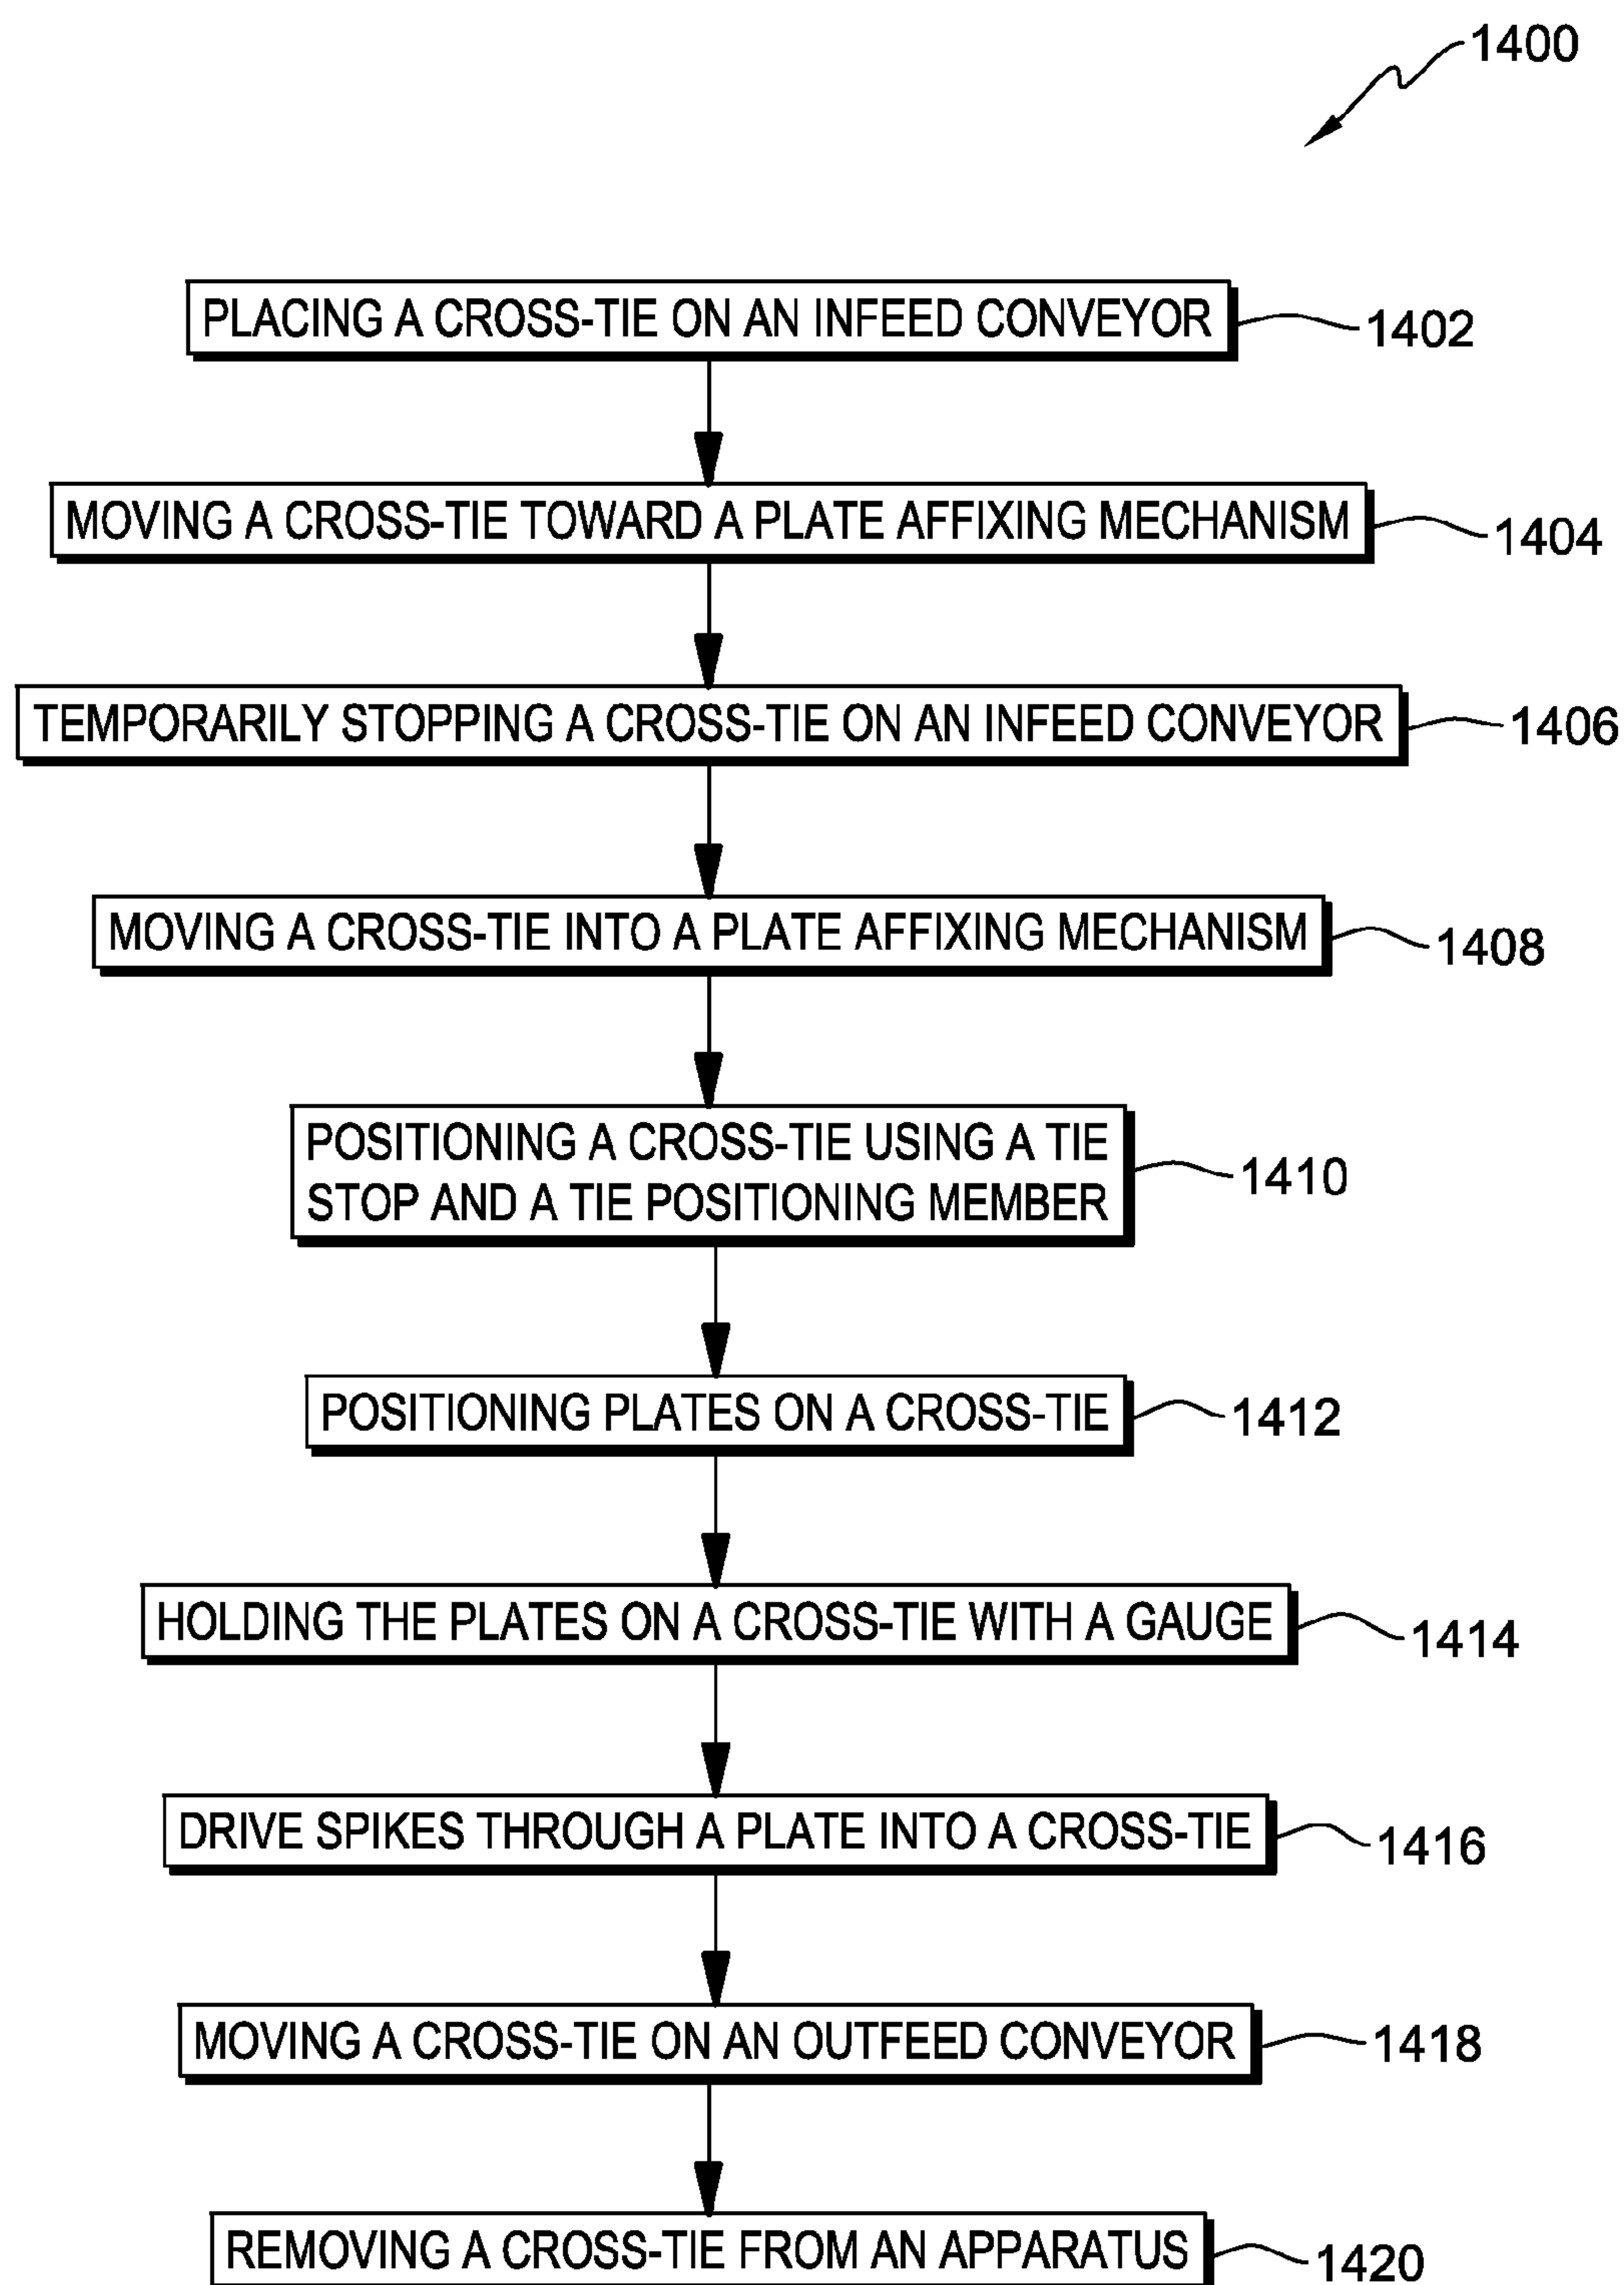 1400
PLACING A CROSS-TIE ON AN INFEED CONVEYOR
1402
MOVING A CROSS-TIE TOWARD A PLATE AFFIXING MECHANISM
1404
TEMPORARILY STOPPING A CROSS-TIE ON AN INFEED CONVEYOR
1406
MOVING A CROSS-TIE INTO A PLATE AFFIXING MECHANISM
1408
POSITIONING A CROSS-TIE USING A TIE
STOP AND A TIE POSITIONING MEMBER
1410
POSITIONING PLATES ON A CROSS-TIE
1412
HOLDING THE PLATES ON A CROSS-TIE WITH A GAUGE
1414
DRIVE SPIKES THROUGH A PLATE INTO A CROSS-TIE
1416
MOVING A CROSS-TIE ON AN OUTFEED CONVEYOR
1418
REMOVING A CROSS-TIE FROM AN APPARATUS
1420